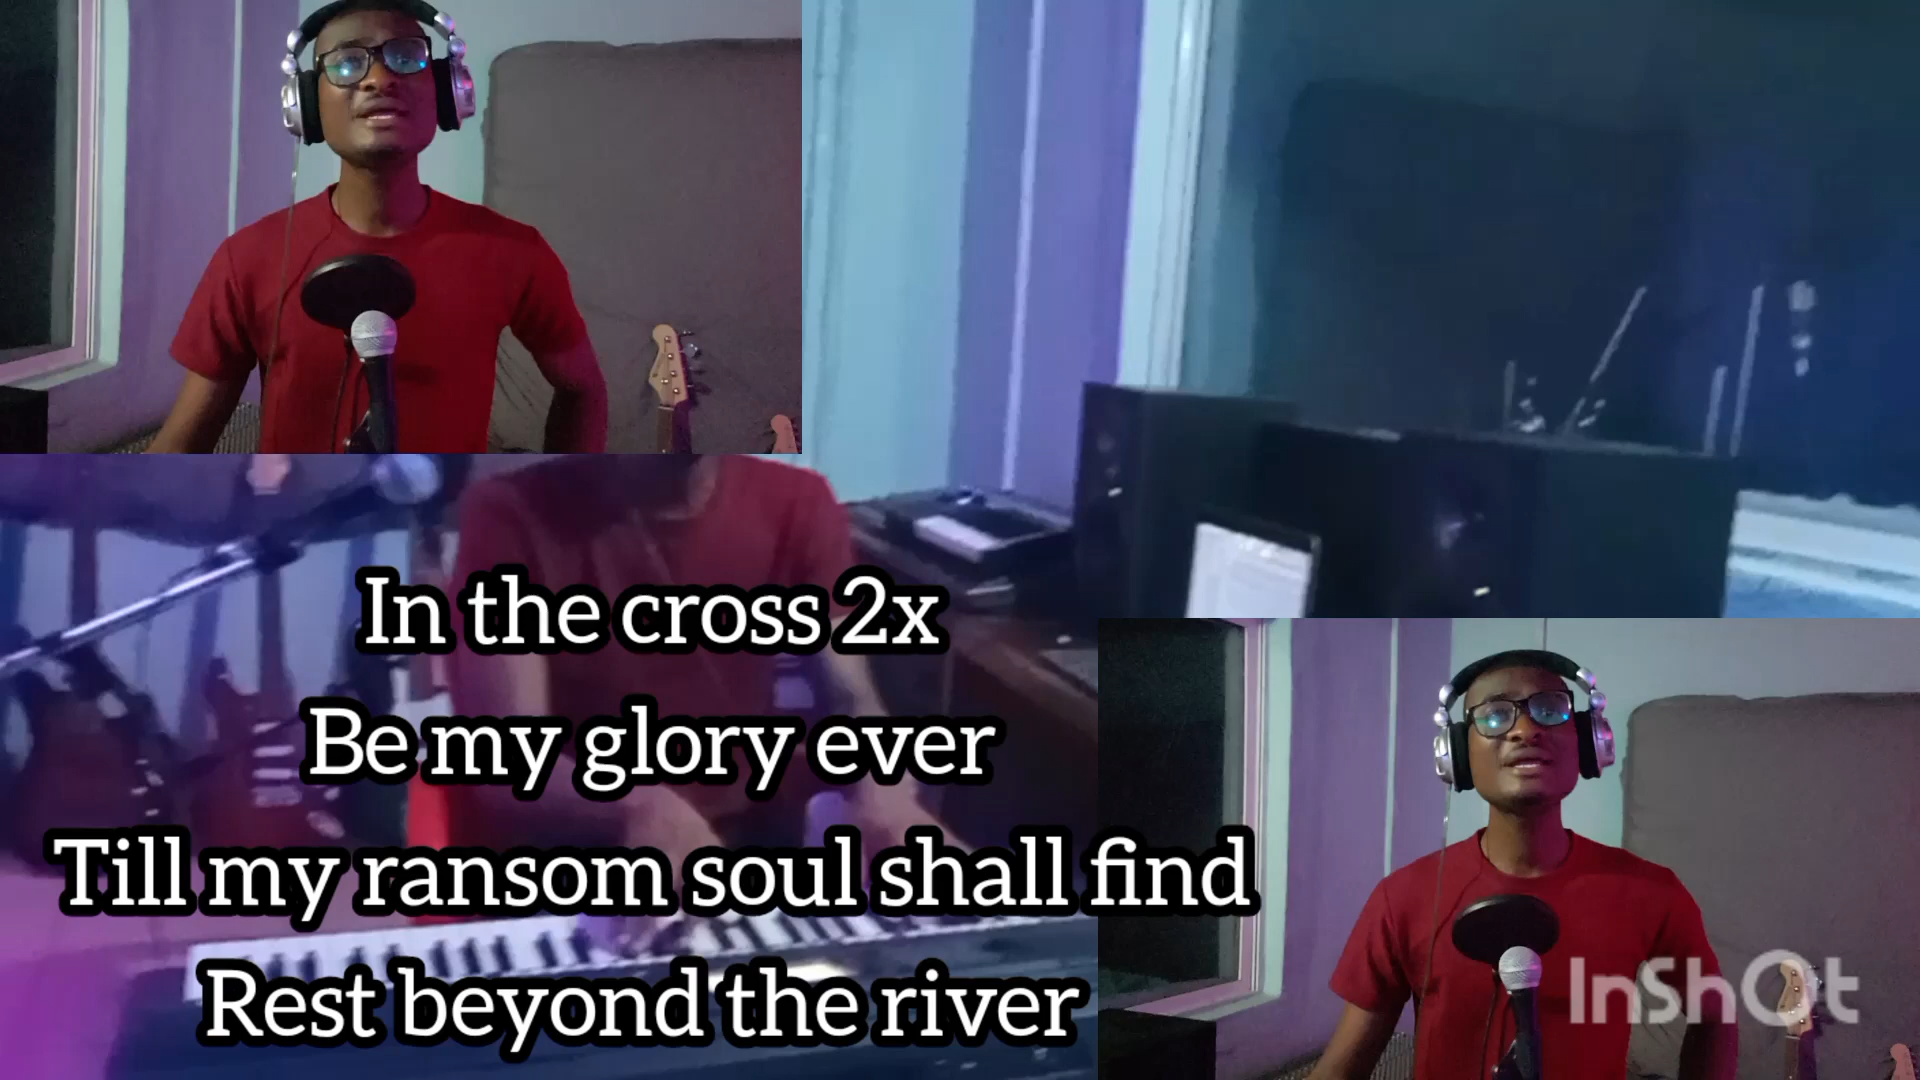 In the cross 2x
Be my glory ever
Till my ransom soul shall find
Rest beyond the river
InShOt